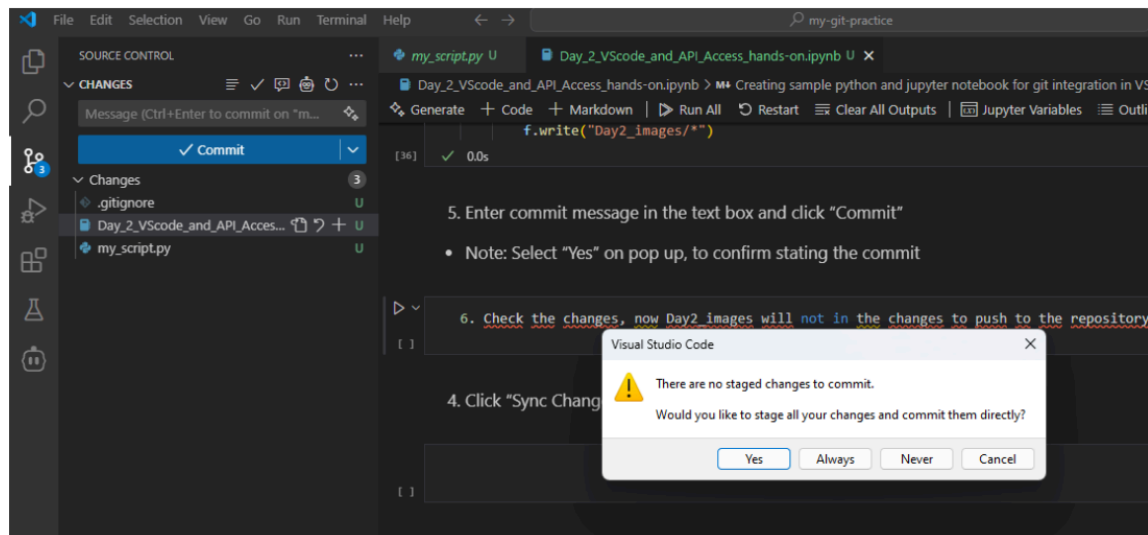 File Edit Selection View Go Run Terminal Help
my-git-practice
SOURCE CONTROL
CHANGES
Message (Ctrl+Enter to commit on "m...
Commit
Changes 3
.gitignore U
Day_2_VScode_and_API_Acces... U
my_script.py U
3
my_script.py U
Day_2_VScode_and_API_Access_hands-on.ipynb U
Day_2_VScode_and_API_Access_hands-on.ipynb > M↓ Creating sample python and jupyter notebook for git integration in VS
Generate + Code + Markdown | Run All Restart Clear All Outputs | Jupyter Variables Outli
f.write("Day2_images/*")
[36] ✓ 0.0s
5. Enter commit message in the text box and click “Commit”
• Note: Select “Yes” on pop up, to confirm stating the commit
6. Check the changes, now Day2_images will not in the changes to push to the repository
[ ]
4. Click “Sync Chang
[ ]
Visual Studio Code
There are no staged changes to commit.
Would you like to stage all your changes and commit them directly?
Yes Always Never Cancel